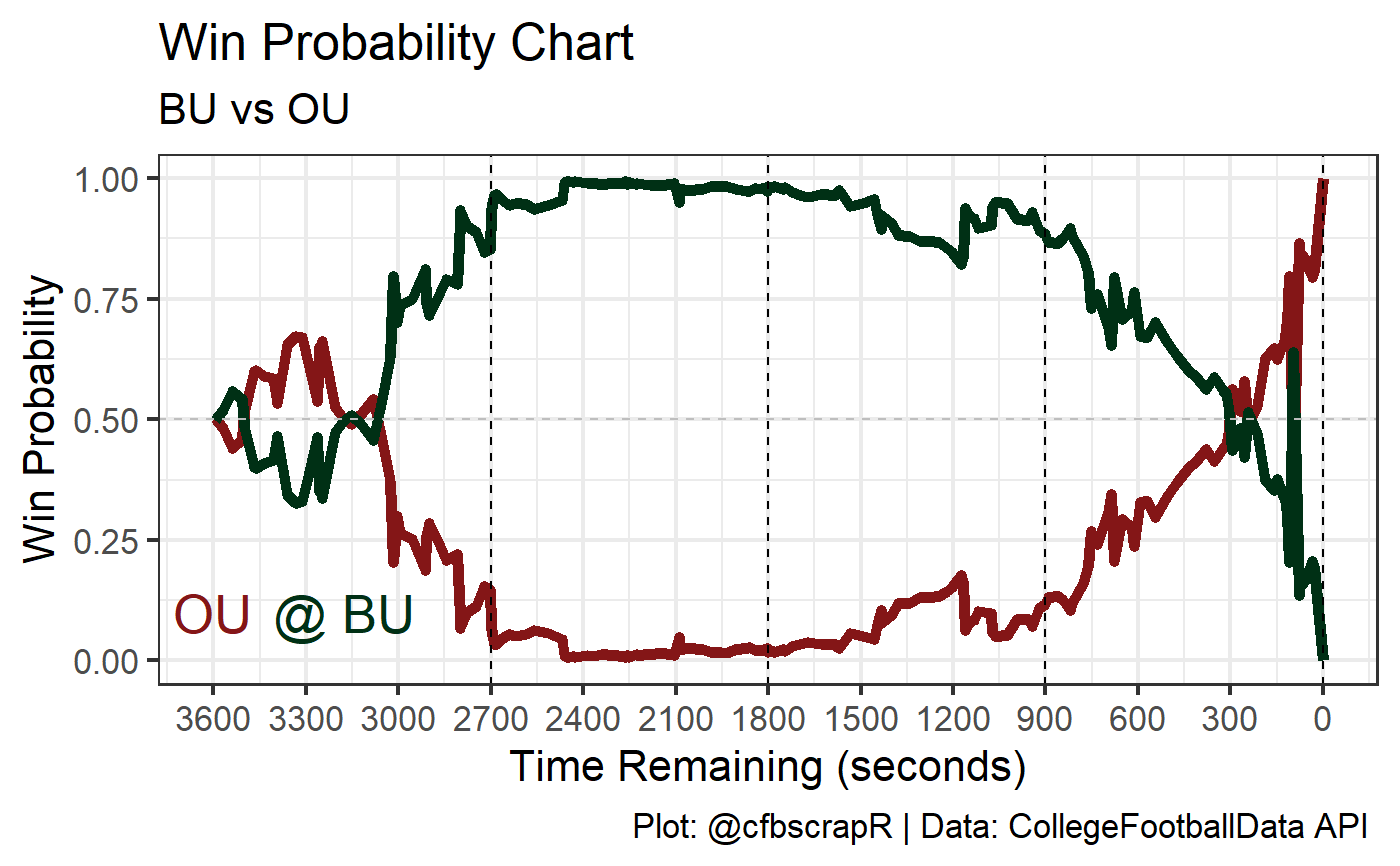 Win Probability Chart
BU vs OU
Win Probability
1.00
0.75
0.50
0.25
0.00
OU @ BU
3600 3300 3000 2700 2400 2100 1800 1500 1200 900 600 300 0
Time Remaining (seconds)
Plot: @cfbscrapR | Data: CollegeFootballData API